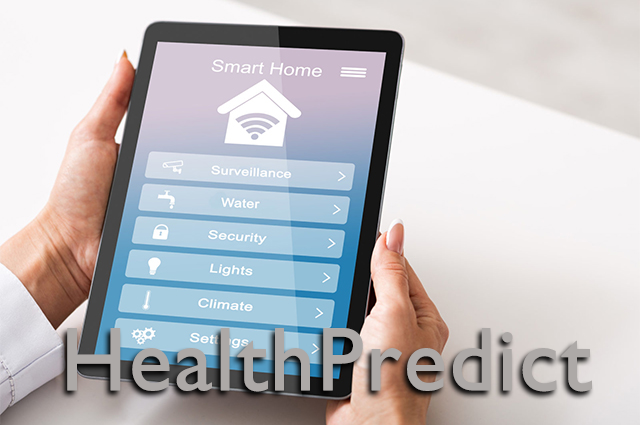 Smart Home
Surveillance
Water
Security
Lights
Climate
Settings
HealthPredict